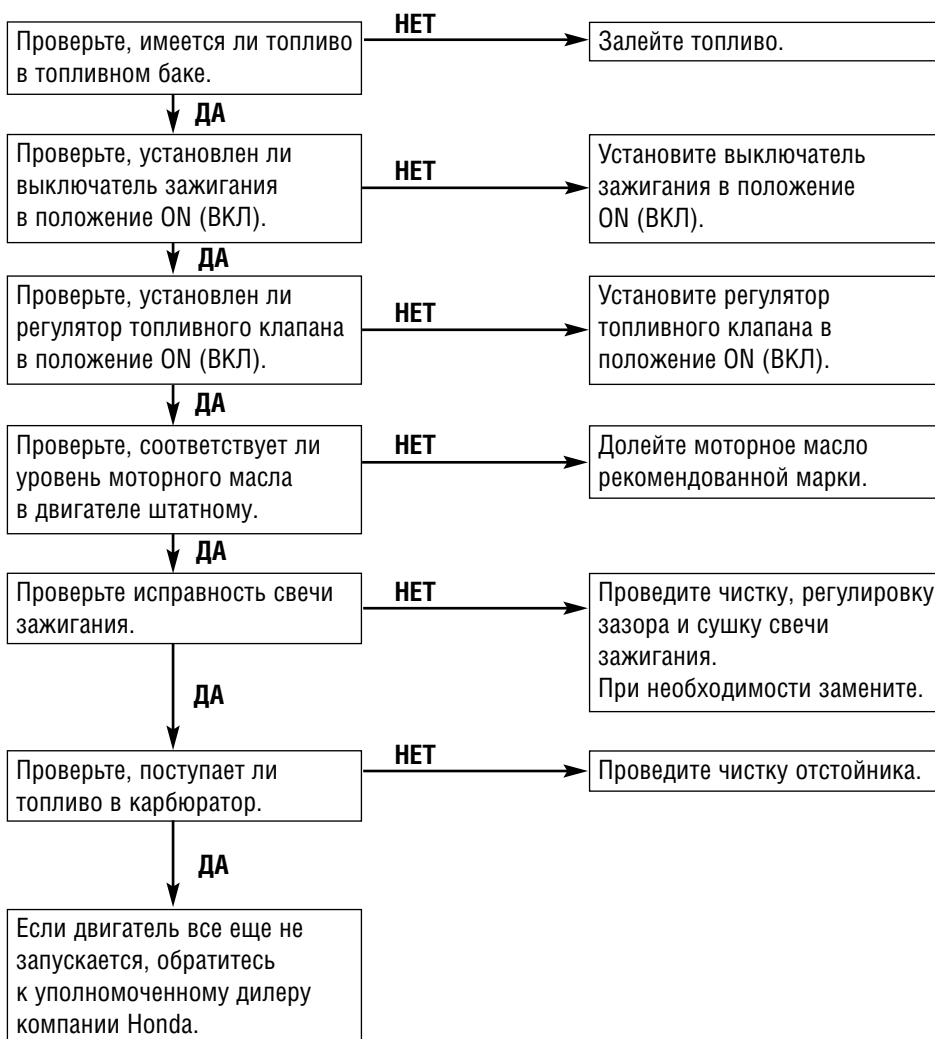 Проверьте, имеется ли топливо
в топливном баке.
НЕТ
Залейте топливо.
ДА
Проверьте, установлен ли
выключатель зажигания
в положение ON (ВКЛ).
НЕТ
Установите выключатель
зажигания в положение
ON (ВКЛ).
ДА
Проверьте, установлен ли
регулятор топливного клапана
в положение ON (ВКЛ).
НЕТ
Установите регулятор
топливного клапана в
положение ON (ВКЛ).
ДА
Проверьте, соответствует ли
уровень моторного масла
в двигателе штатному.
НЕТ
Долейте моторное масло
рекомендованной марки.
ДА
Проверьте исправность свечи
зажигания.
НЕТ
Проведите чистку, регулировку
зазора и сушку свечи
зажигания.
При необходимости замените.
ДА
Проверьте, поступает ли
топливо в карбюратор.
НЕТ
Проведите чистку отстойника.
ДА
Если двигатель все еще не
запускается, обратитесь
к уполномоченному дилеру
компании Honda.